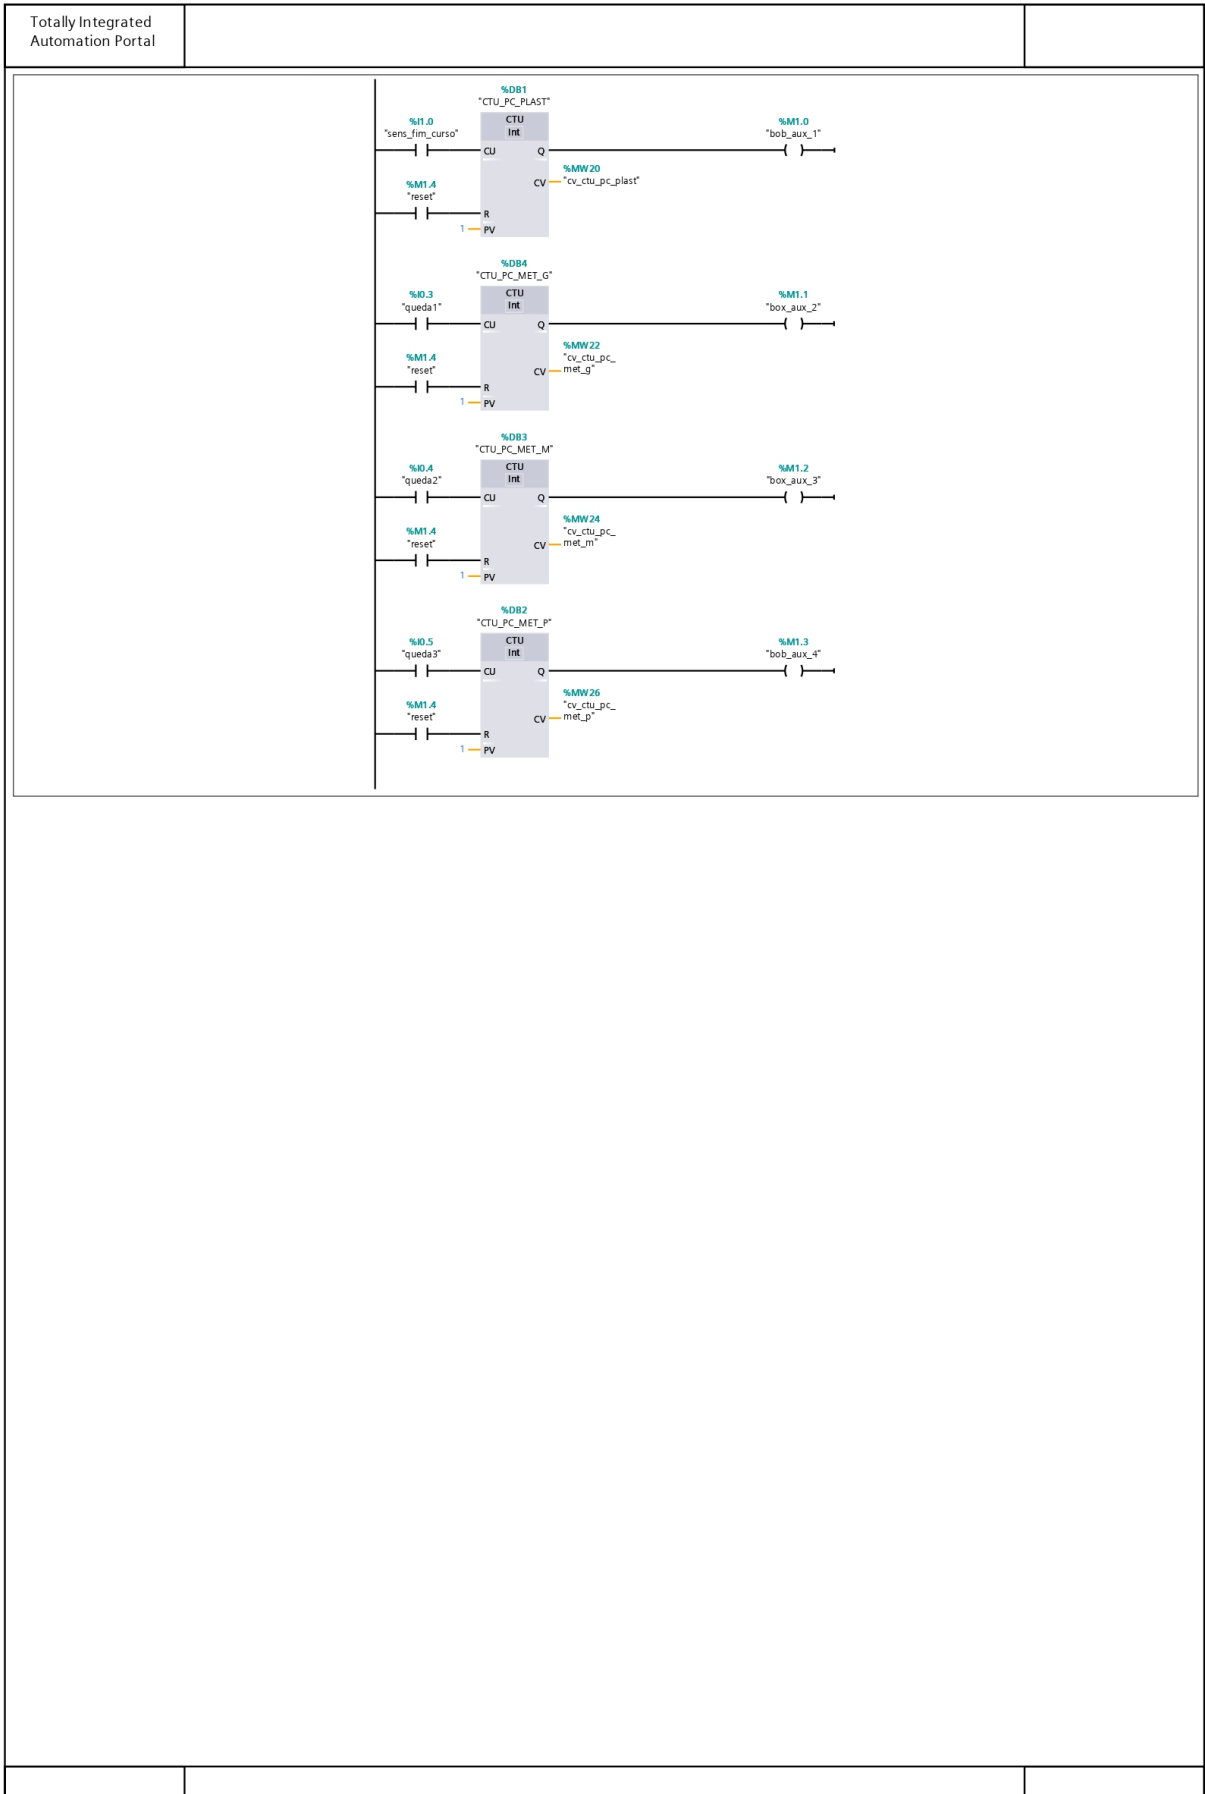 Totally Integrated
Automation Portal
%DB1
"CTU_PC_PLAST"
%I1.0
"sens_fim_curso"
CTU
Int
%M1.0
"bob_aux_1"
CU
Q
%MW20
"cv_ctu_pc_plast"
CV
%M1.4
"reset"
R
1
PV
%DB4
"CTU_PC_MET_G"
%I0.3
"queda1"
CTU
Int
%M1.1
"box_aux_2"
CU
Q
%MW22
"cv_ctu_pc_
met_g"
CV
%M1.4
"reset"
R
1
PV
%DB3
"CTU_PC_MET_M"
%I0.4
"queda2"
CTU
Int
%M1.2
"box_aux_3"
CU
Q
%MW24
"cv_ctu_pc_
met_m"
CV
%M1.4
"reset"
R
1
PV
%DB2
"CTU_PC_MET_P"
%I0.5
"queda3"
CTU
Int
%M1.3
"bob_aux_4"
CU
Q
%MW26
"cv_ctu_pc_
met_p"
CV
%M1.4
"reset"
R
1
PV